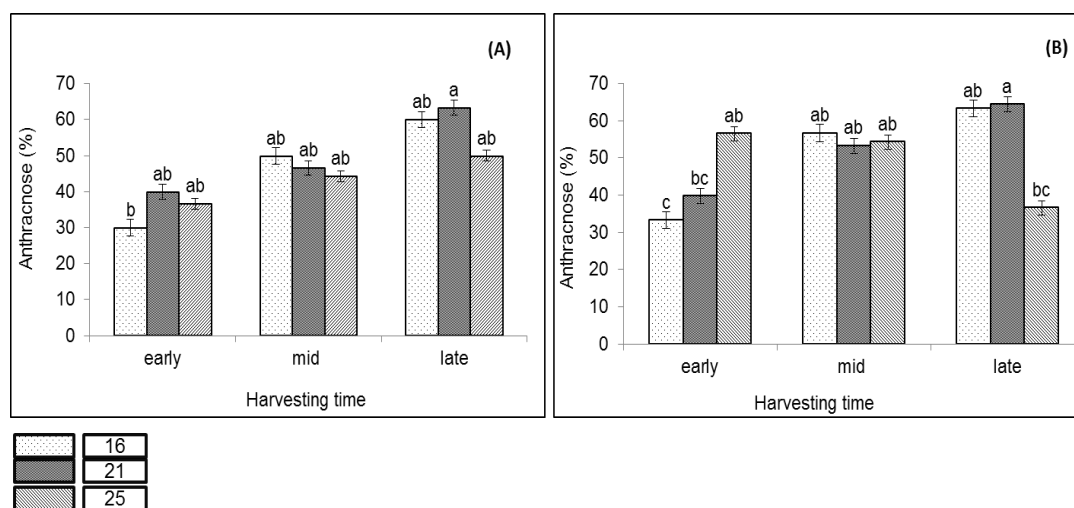 (A)
70
60
50
40
30
20
10
0
Anthracnose (%)
b ab ab
ab ab ab
ab a ab
early mid late
Harvesting time
(B)
70
60
50
40
30
20
10
0
Anthracnose (%)
c bc ab
ab ab ab
ab a bc
early mid late
Harvesting time
16
21
25